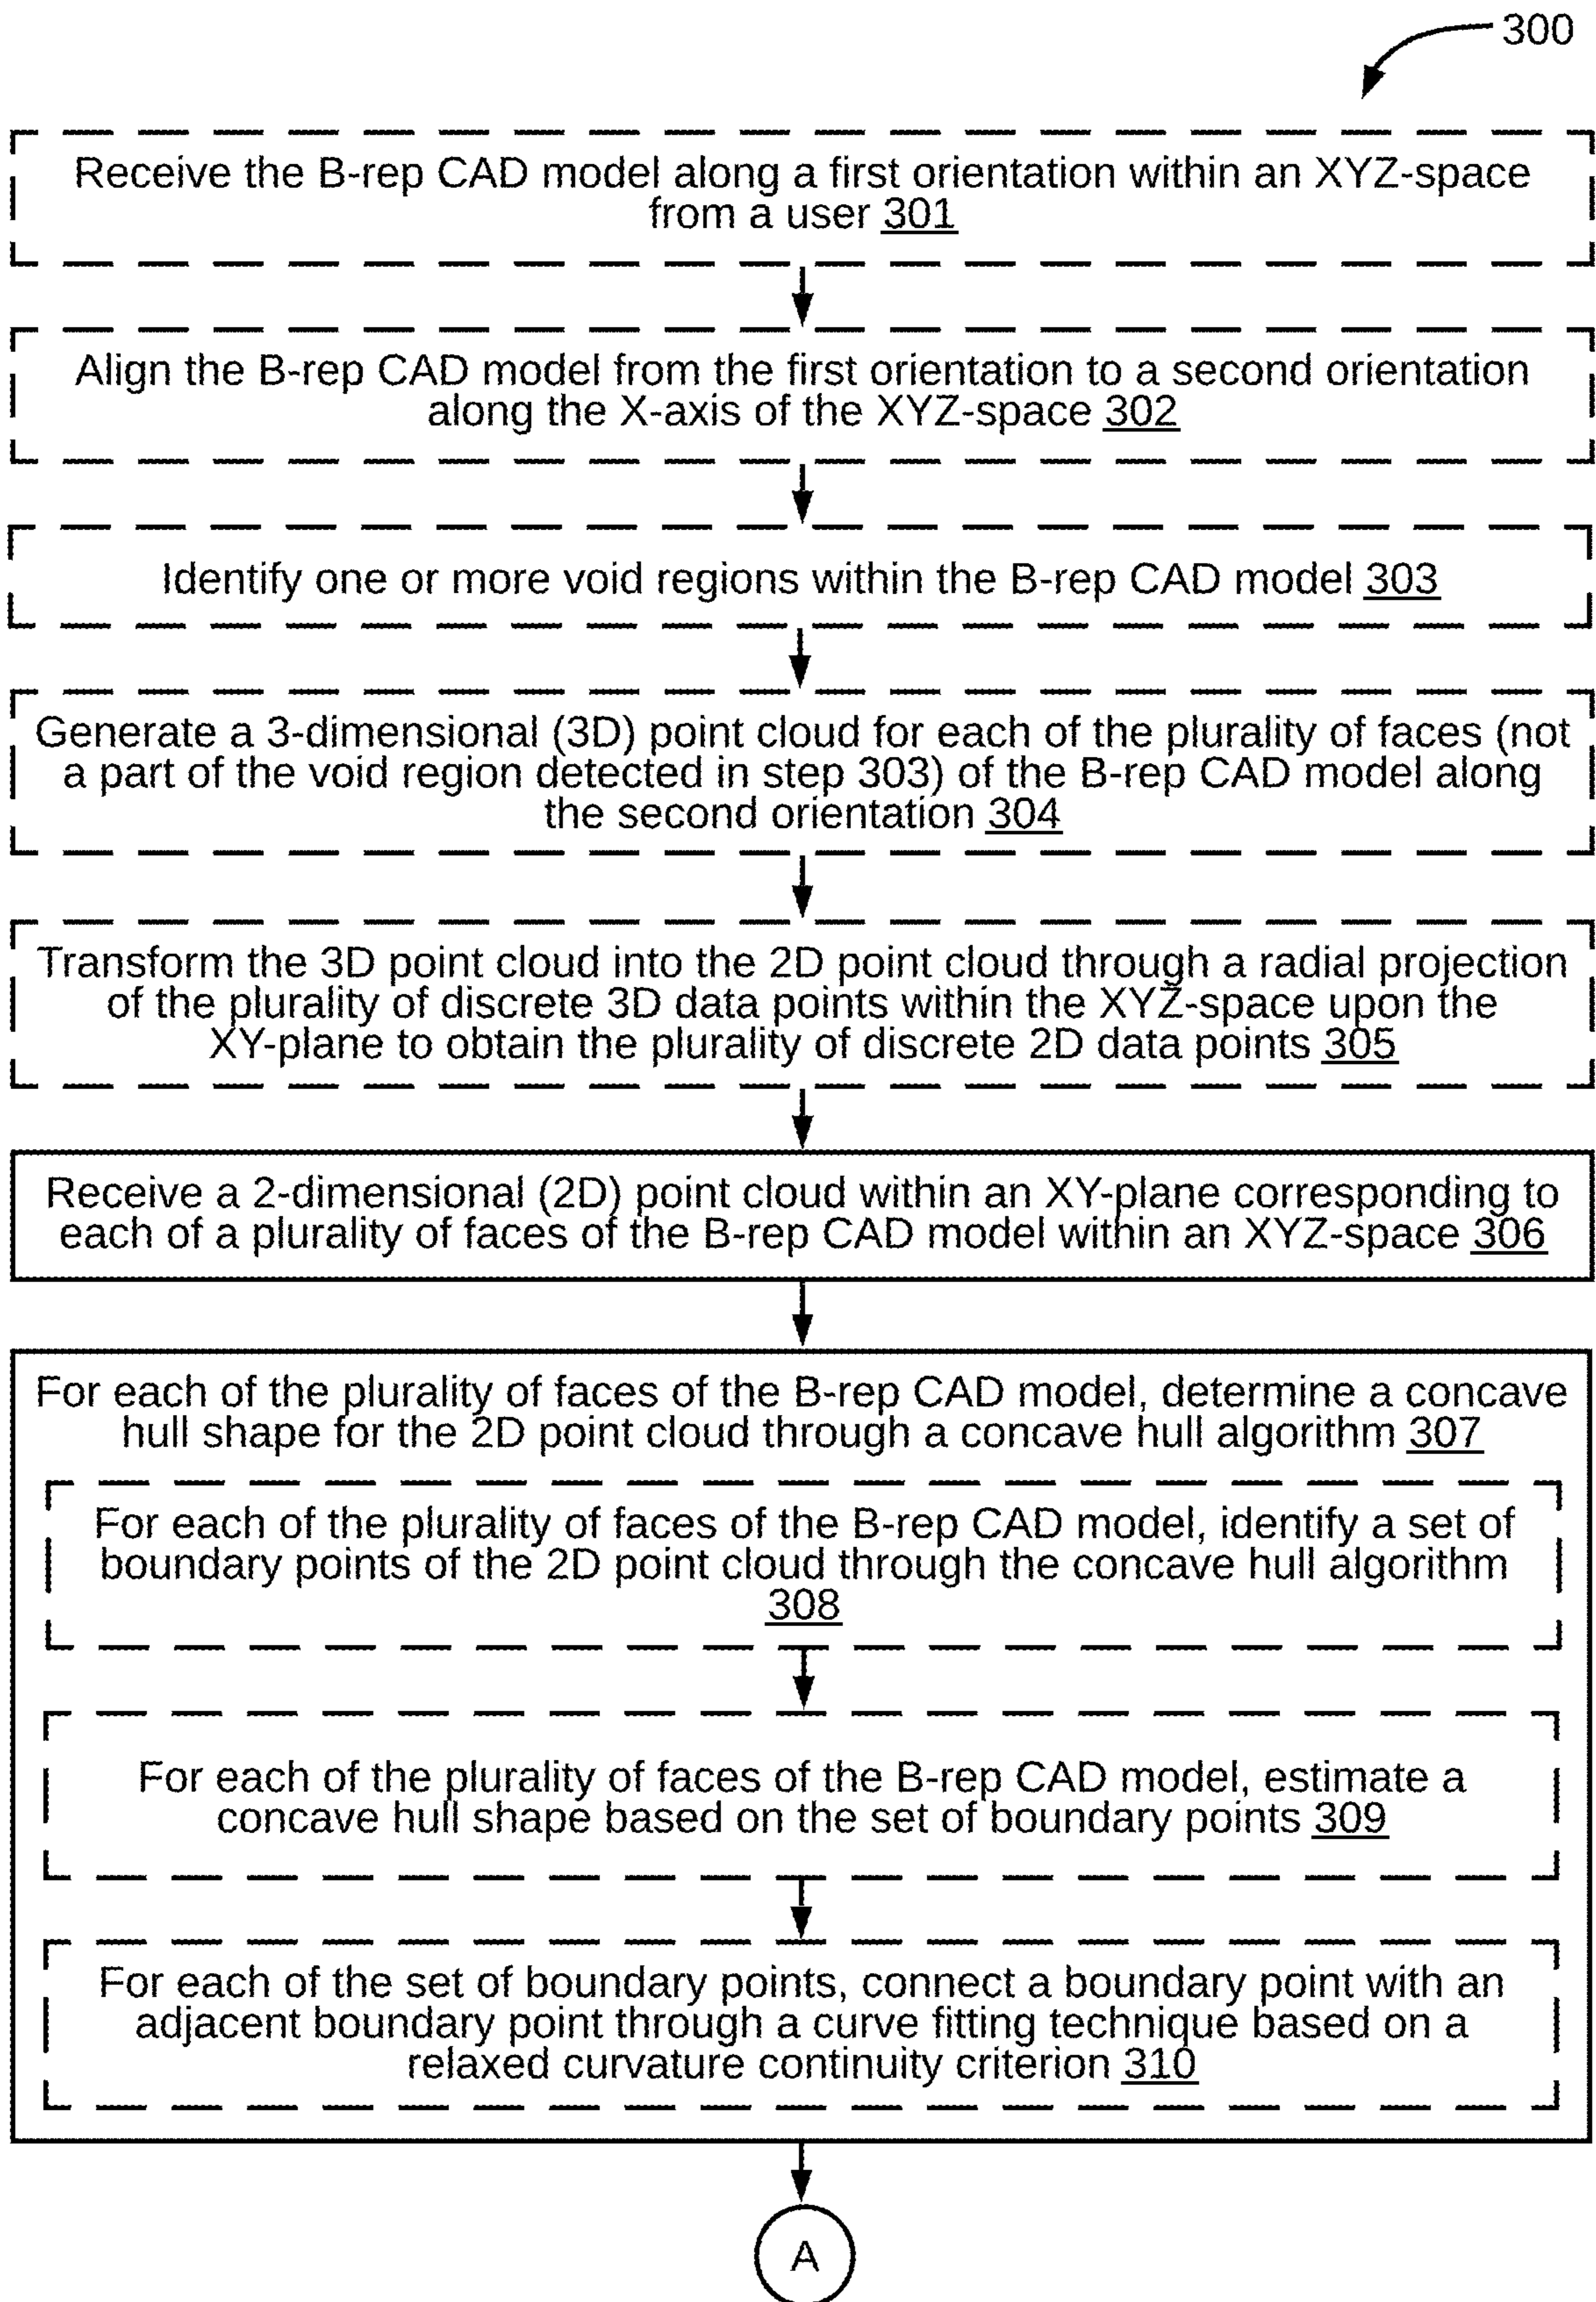 300
Receive the B-rep CAD model along a first orientation within an XYZ-space
from a user 301
Align the B-rep CAD model from the first orientation to a second orientation
along the X-axis of the XYZ-space 302
Identify one or more void regions within the B-rep CAD model 303
Generate a 3-dimensional (3D) point cloud for each of the plurality of faces (not
a part of the void region detected in step 303) of the B-rep CAD model along
the second orientation 304
Transform the 3D point cloud into the 2D point cloud through a radial projection
of the plurality of discrete 3D data points within the XYZ-space upon the
XY-plane to obtain the plurality of discrete 2D data points 305
Receive a 2-dimensional (2D) point cloud within an XY-plane corresponding to
each of a plurality of faces of the B-rep CAD model within an XYZ-space 306
For each of the plurality of faces of the B-rep CAD model, determine a concave
hull shape for the 2D point cloud through a concave hull algorithm 307
For each of the plurality of faces of the B-rep CAD model, identify a set of
boundary points of the 2D point cloud through the concave hull algorithm
308
For each of the plurality of faces of the B-rep CAD model, estimate a
concave hull shape based on the set of boundary points 309
For each of the set of boundary points, connect a boundary point with an
adjacent boundary point through a curve fitting technique based on a
relaxed curvature continuity criterion 310
A